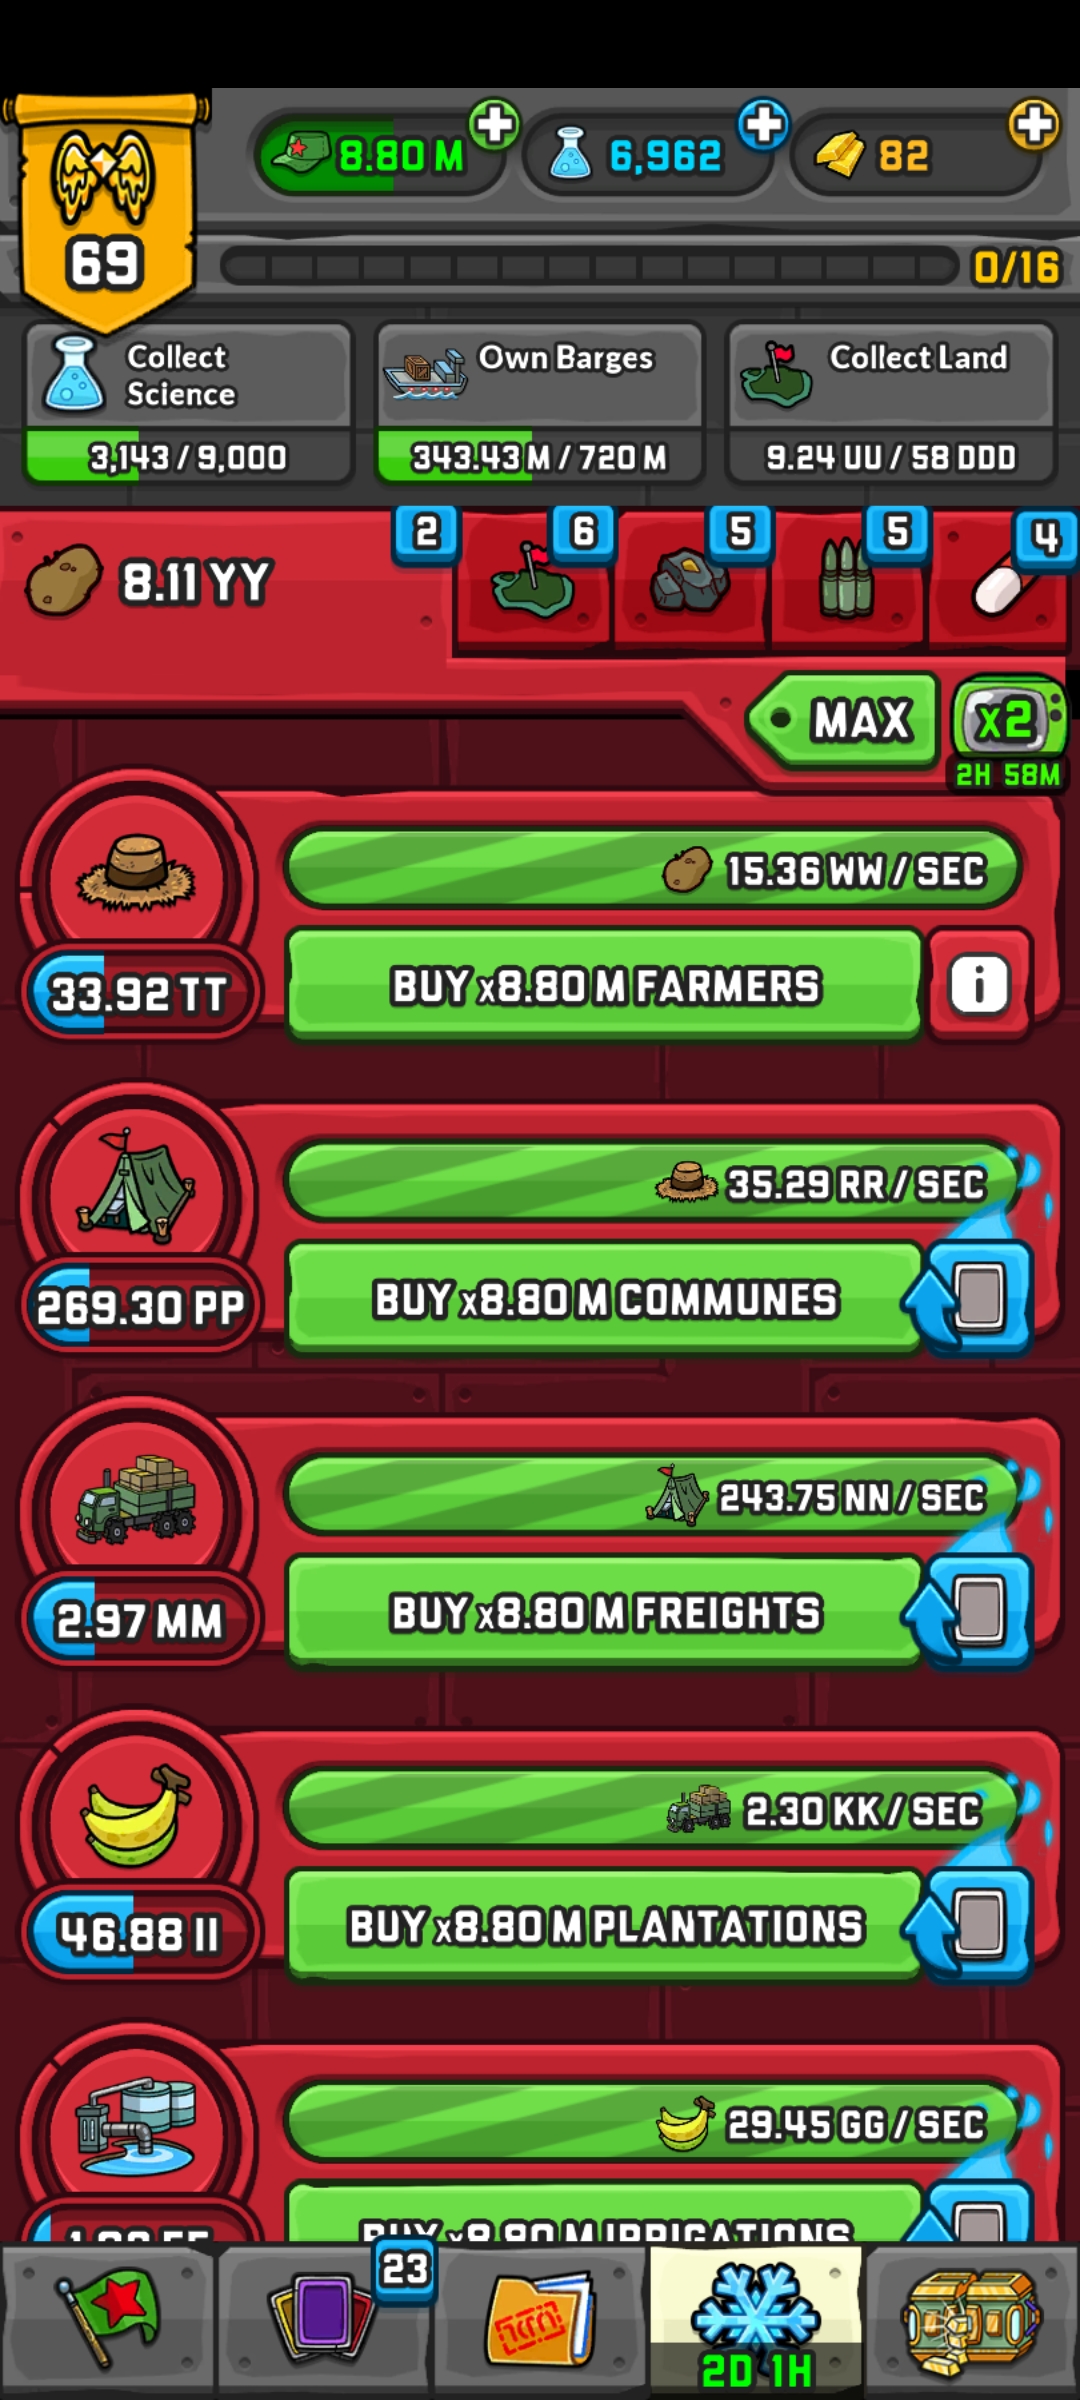 69
8.80 M
6,962
82
0/16
Collect
Science
3,143 / 9,000
Own Barges
343.43 M / 720 M
Collect Land
9.24 UU / 58 DDD
8.11 YY
2
6
5
5
4
MAX
x2
2H 58M
15.36 WW / SEC
33.92 TT
BUY x8.80 M FARMERS
i
35.29 RR / SEC
269.30 PP
BUY x8.80 M COMMUNES
243.75 NN / SEC
2.97 MM
BUY x8.80 M FREIGHTS
2.30 KK / SEC
46.88 II
BUY x8.80 M PLANTATIONS
29.45 GG / SEC
BUY x8.80 M IRRIGATIONS
23
2D 1H